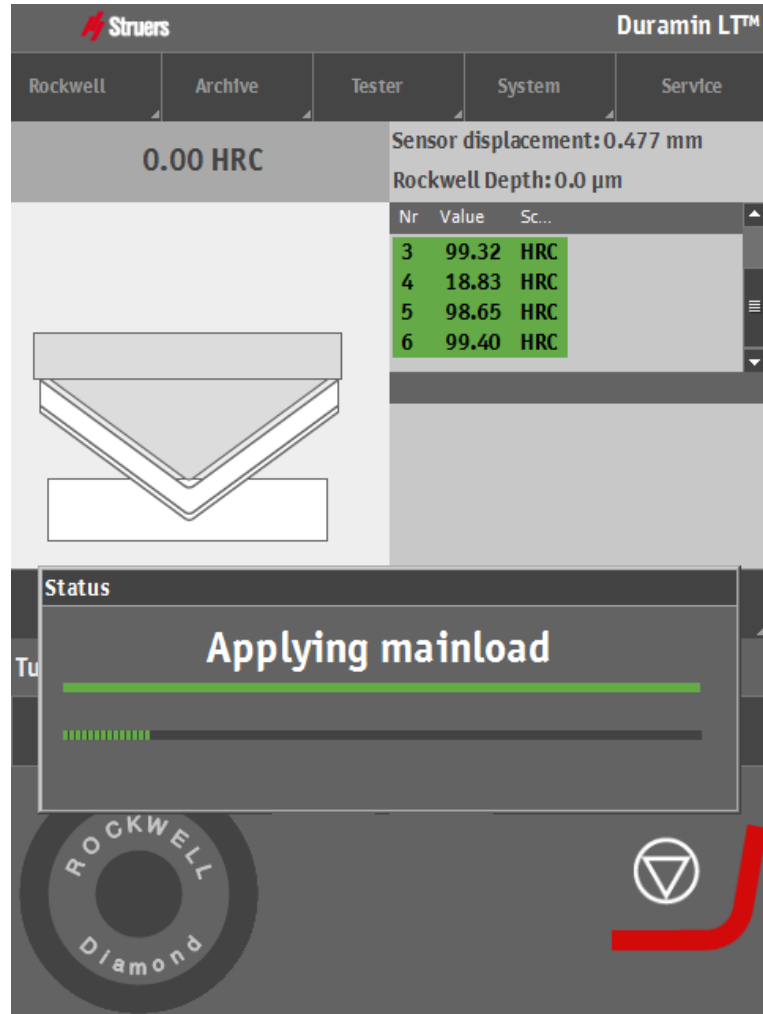 Struers
Duramin LT™
Rockwell Archive Tester System Service
0.00 HRC
Sensor displacement: 0.477 mm
Rockwell Depth: 0.0 µm
Nr Value Sc...
3 99.32 HRC
4 18.83 HRC
5 98.65 HRC
6 99.40 HRC
Status
Applying mainload
Tu
ROCKWELL
Diamond